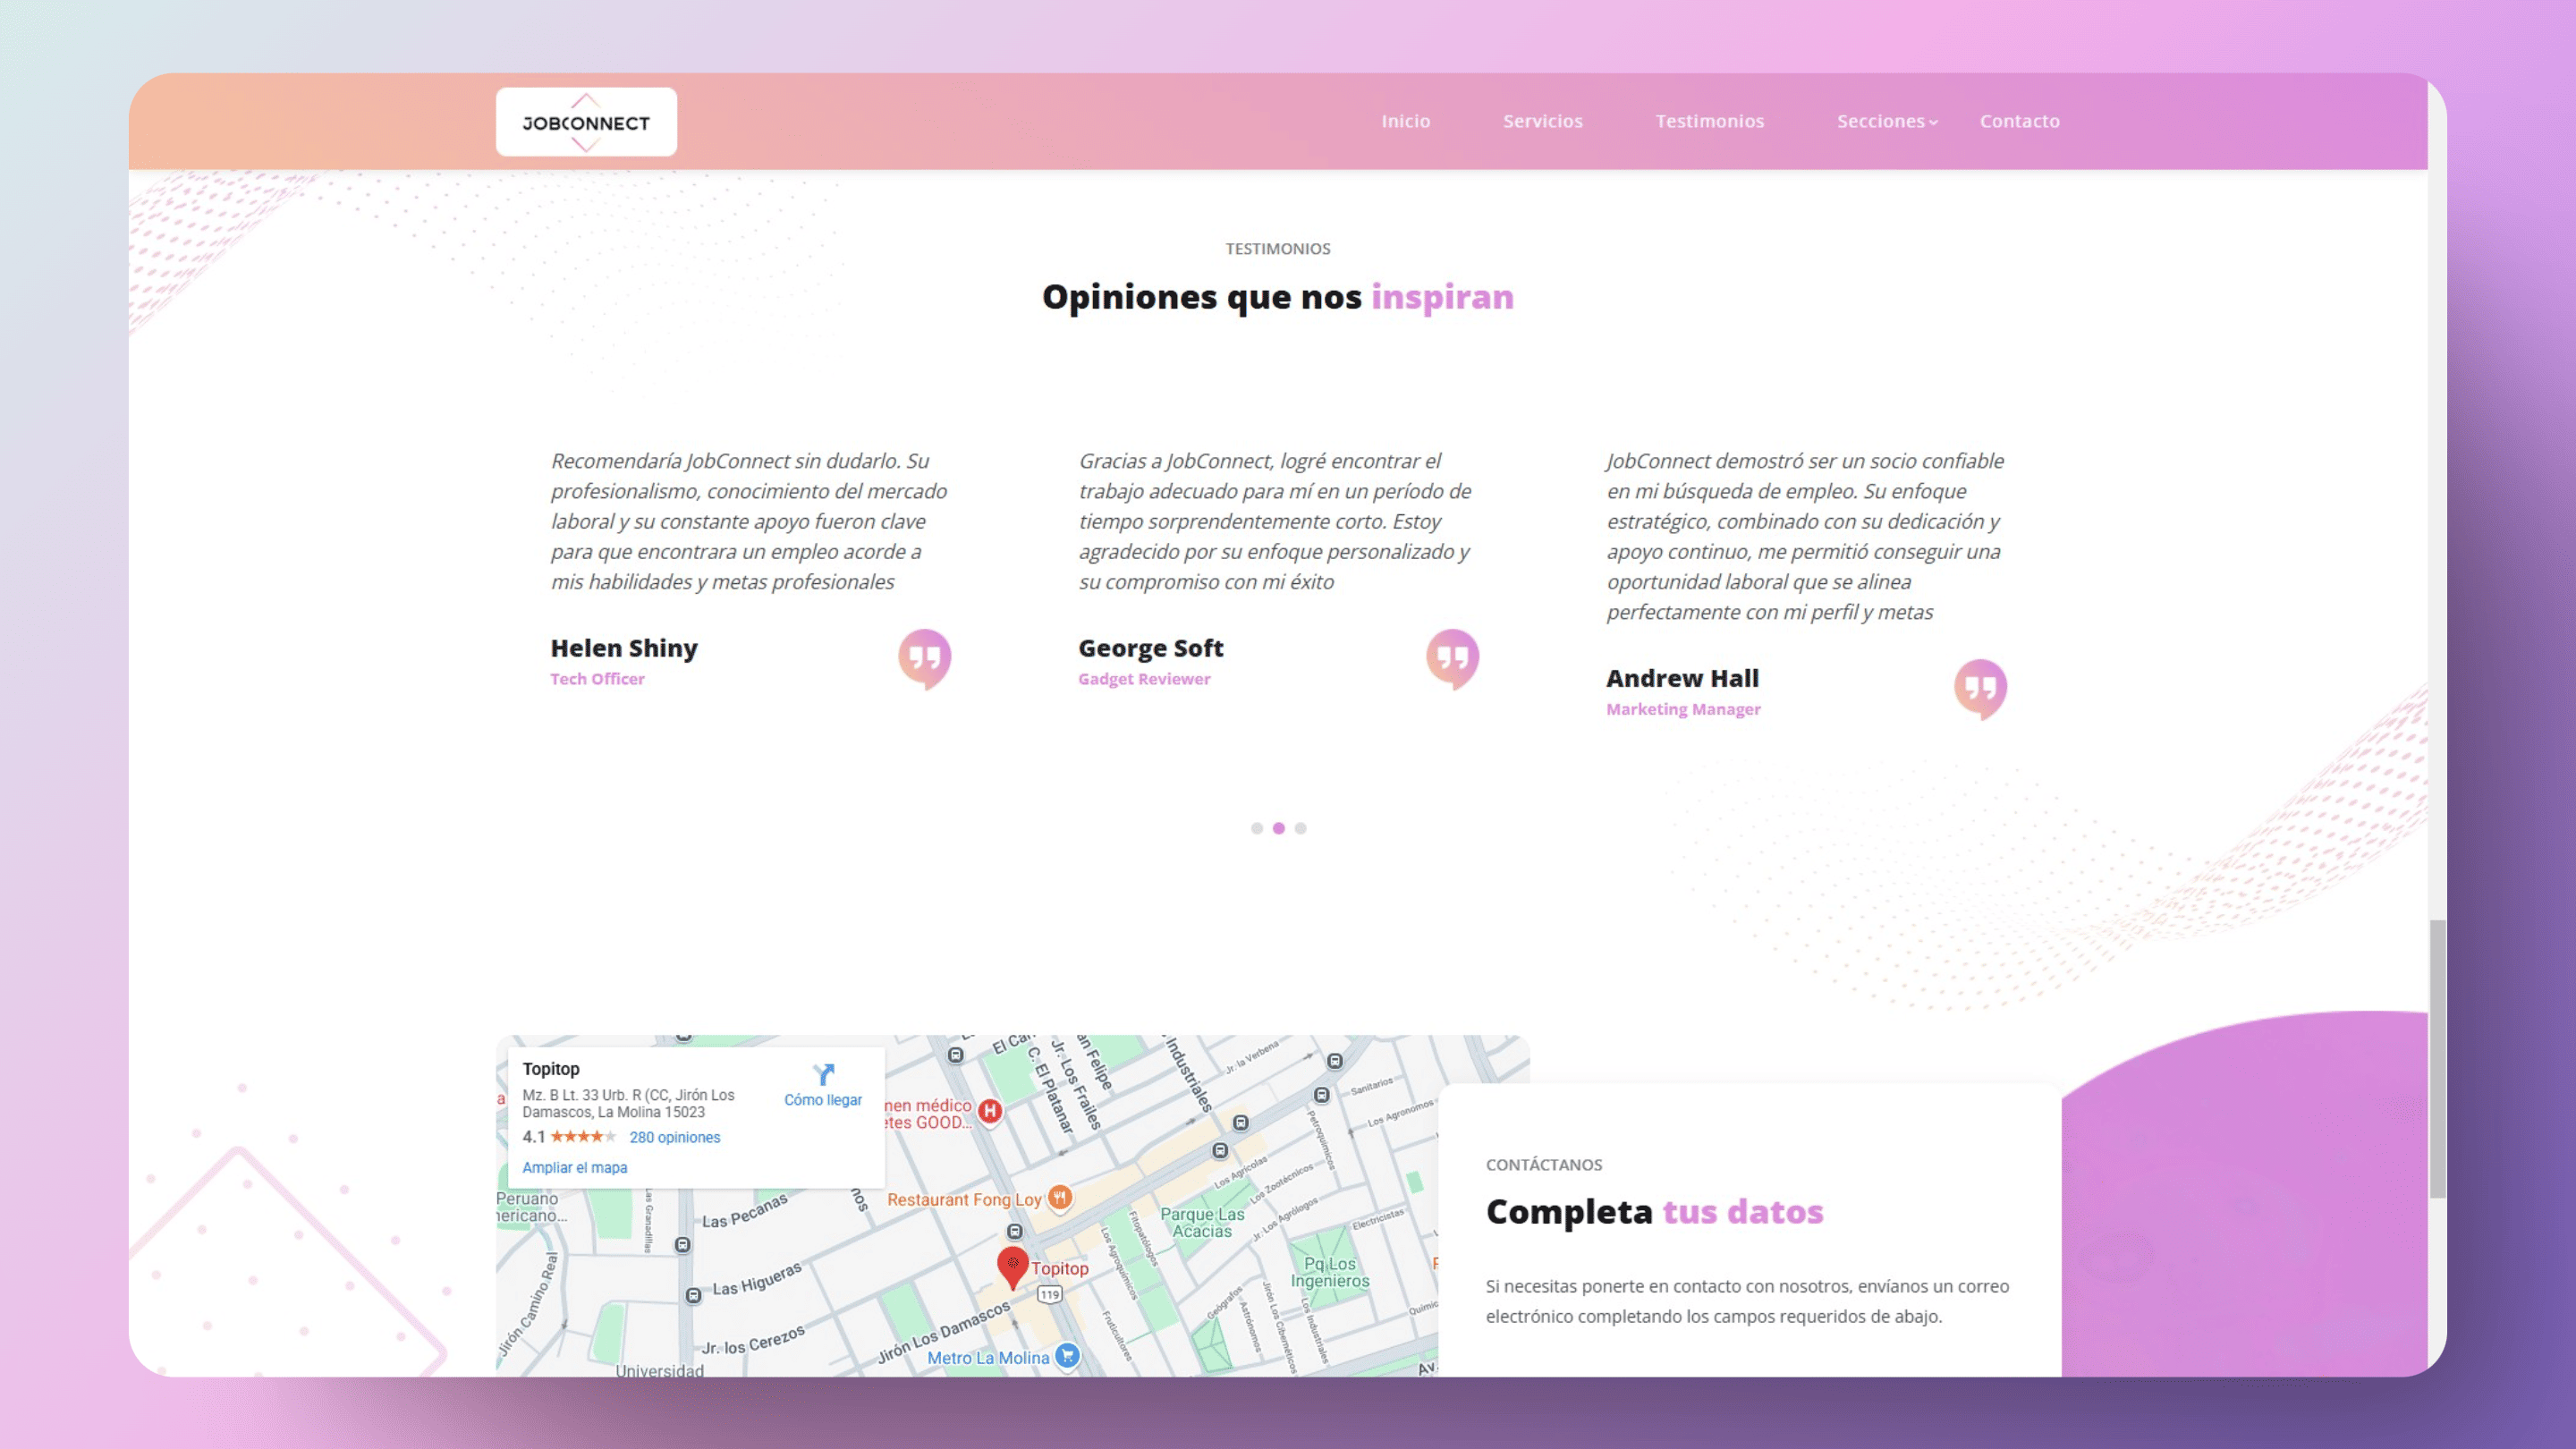 JOBCONNECT
Inicio
Servicios
Testimonios
Secciones
Contacto
TESTIMONIOS
Opiniones que nos inspiran
Recomendaría JobConnect sin dudarlo. Su
profesionalismo, conocimiento del mercado
laboral y su constante apoyo fueron clave
para que encontrara un empleo acorde a
mis habilidades y metas profesionales
Helen Shiny
Tech Officer
Gracias a JobConnect, logré encontrar el
trabajo adecuado para mí en un período de
tiempo sorprendentemente corto. Estoy
agradecido por su enfoque personalizado y
su compromiso con mi éxito
George Soft
Gadget Reviewer
JobConnect demostró ser un socio confiable
en mi búsqueda de empleo. Su enfoque
estratégico, combinado con su dedicación y
apoyo continuo, me permitió conseguir una
oportunidad laboral que se alinea
perfectamente con mi perfil y metas
Andrew Hall
Marketing Manager
Topitop
Mz. B Lt. 33 Urb. R (CC, Jirón Los
Damascos, La Molina 15023
4.1
280 opiniones
Ampliar el mapa
Cómo llegar
C. El Platanar
Jr. Los Frailes
an Felipe
Industriales
Jr. la Verbena
Sanitarios
Los Agronomos
Petroquimicos
men médico
etes GOOD...
H
Restaurant Fong Loy
Los Agricolas
Los Zootécnicos
Jr. Los Agrólogos
Electricistas
Parque Las
Acacias
Pq Los
Ingenieros
Peruano
nericano...
Las Granadillas
Las Pecanas
nos
Fitopatólogos
Los Agroquimicos
Topitop
119
Las Higueras
Jirón Camino Real
Jr. los Cerezos
Jirón Los Damascos
Metro La Molina
Fruticultores
Geógrafos
Astrónomos
Jirón Los Cibernéticos
Los Industriales
Universidad
Av.
CONTÁCTANOS
Completa tus datos
Si necesitas ponerte en contacto con nosotros, envíanos un correo
electrónico completando los campos requeridos de abajo.